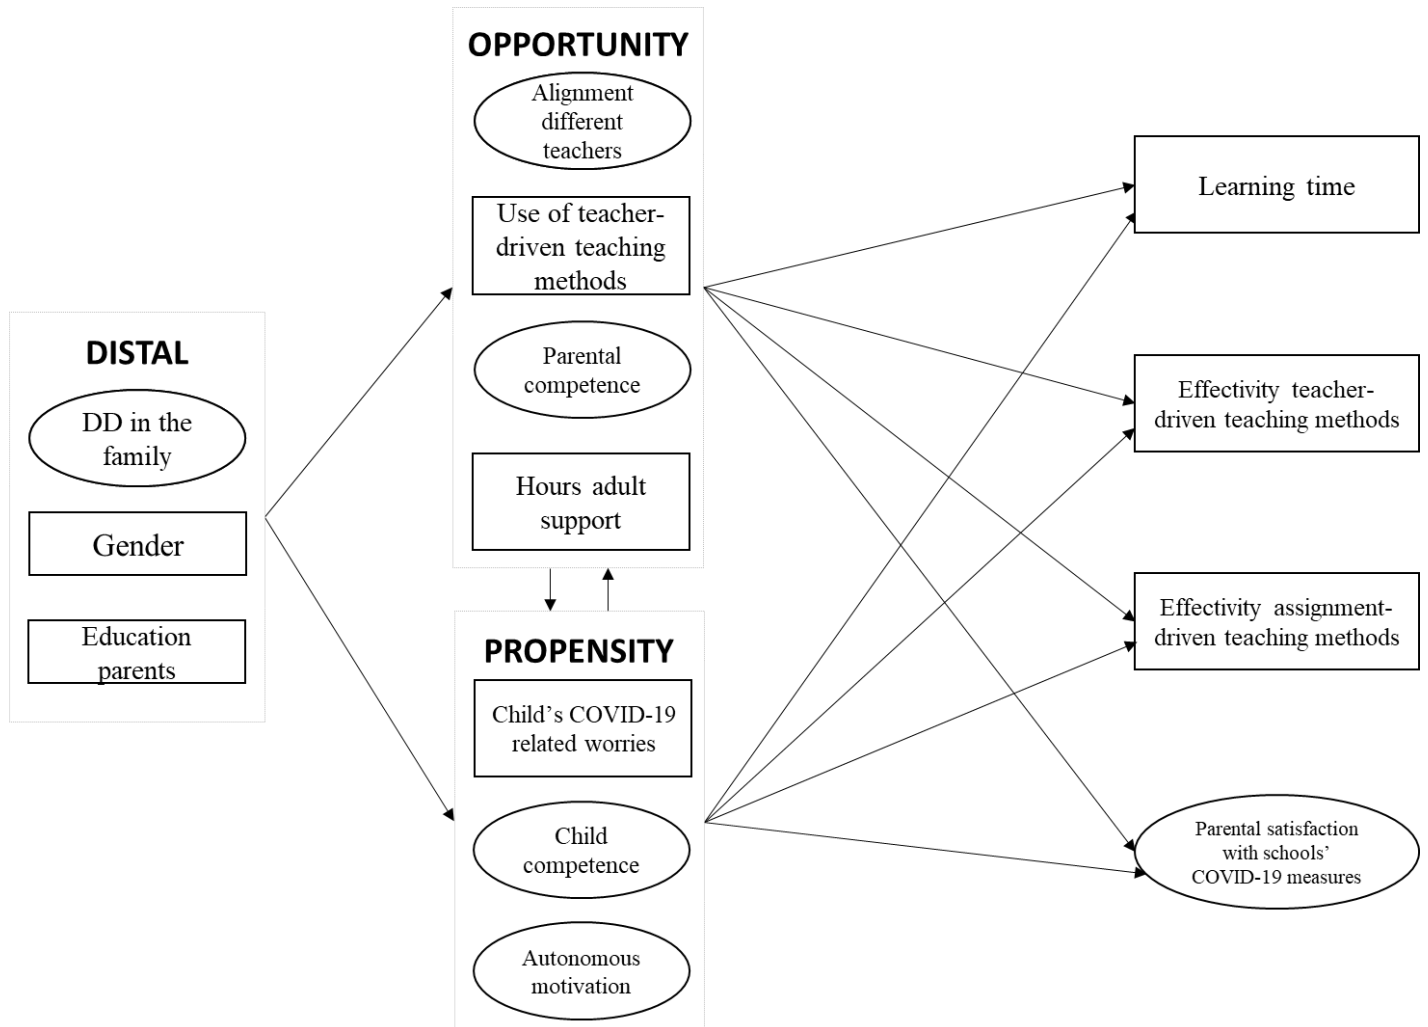 DISTAL
DD in the
family
Gender
Education
parents
OPPORTUNITY
Alignment
different
teachers
Use of teacher-
driven teaching
methods
Parental
competence
Hours adult
support
PROPENSITY
Child’s COVID-19
related worries
Child
competence
Autonomous
motivation
Learning time
Effectivity teacher-
driven teaching methods
Effectivity assignment-
driven teaching methods
Parental satisfaction
with schools’
COVID-19 measures